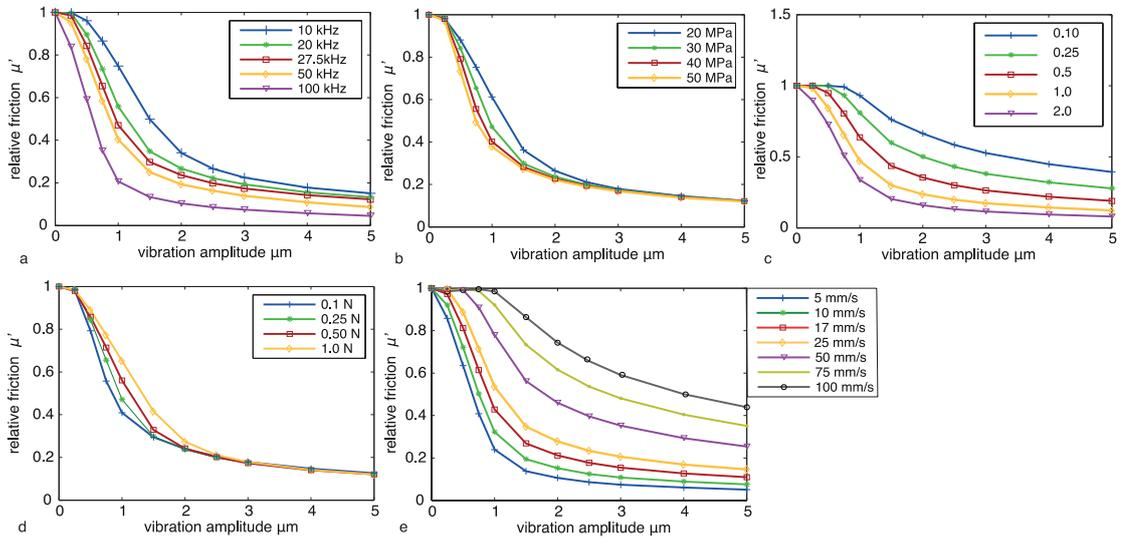 1
0.8
0.6
0.4
0.2
0
0 1 2 3 4 5
relative friction μ'
vibration amplitude μm
10 kHz
20 kHz
27.5kHz
50 kHz
100 kHz
a
1
0.8
0.6
0.4
0.2
0
0 1 2 3 4 5
relative friction μ'
vibration amplitude μm
20 MPa
30 MPa
40 MPa
50 MPa
b
1.5
1
0.5
0
0 1 2 3 4 5
relative friction μ'
vibration amplitude μm
0.10
0.25
0.5
1.0
2.0
c
1
0.8
0.6
0.4
0.2
0
0 1 2 3 4 5
relative friction μ'
vibration amplitude μm
0.1 N
0.25 N
0.50 N
1.0 N
d
1
0.8
0.6
0.4
0.2
0
0 1 2 3 4 5
relative friction μ'
vibration amplitude μm
5 mm/s
10 mm/s
17 mm/s
25 mm/s
50 mm/s
75 mm/s
100 mm/s
e